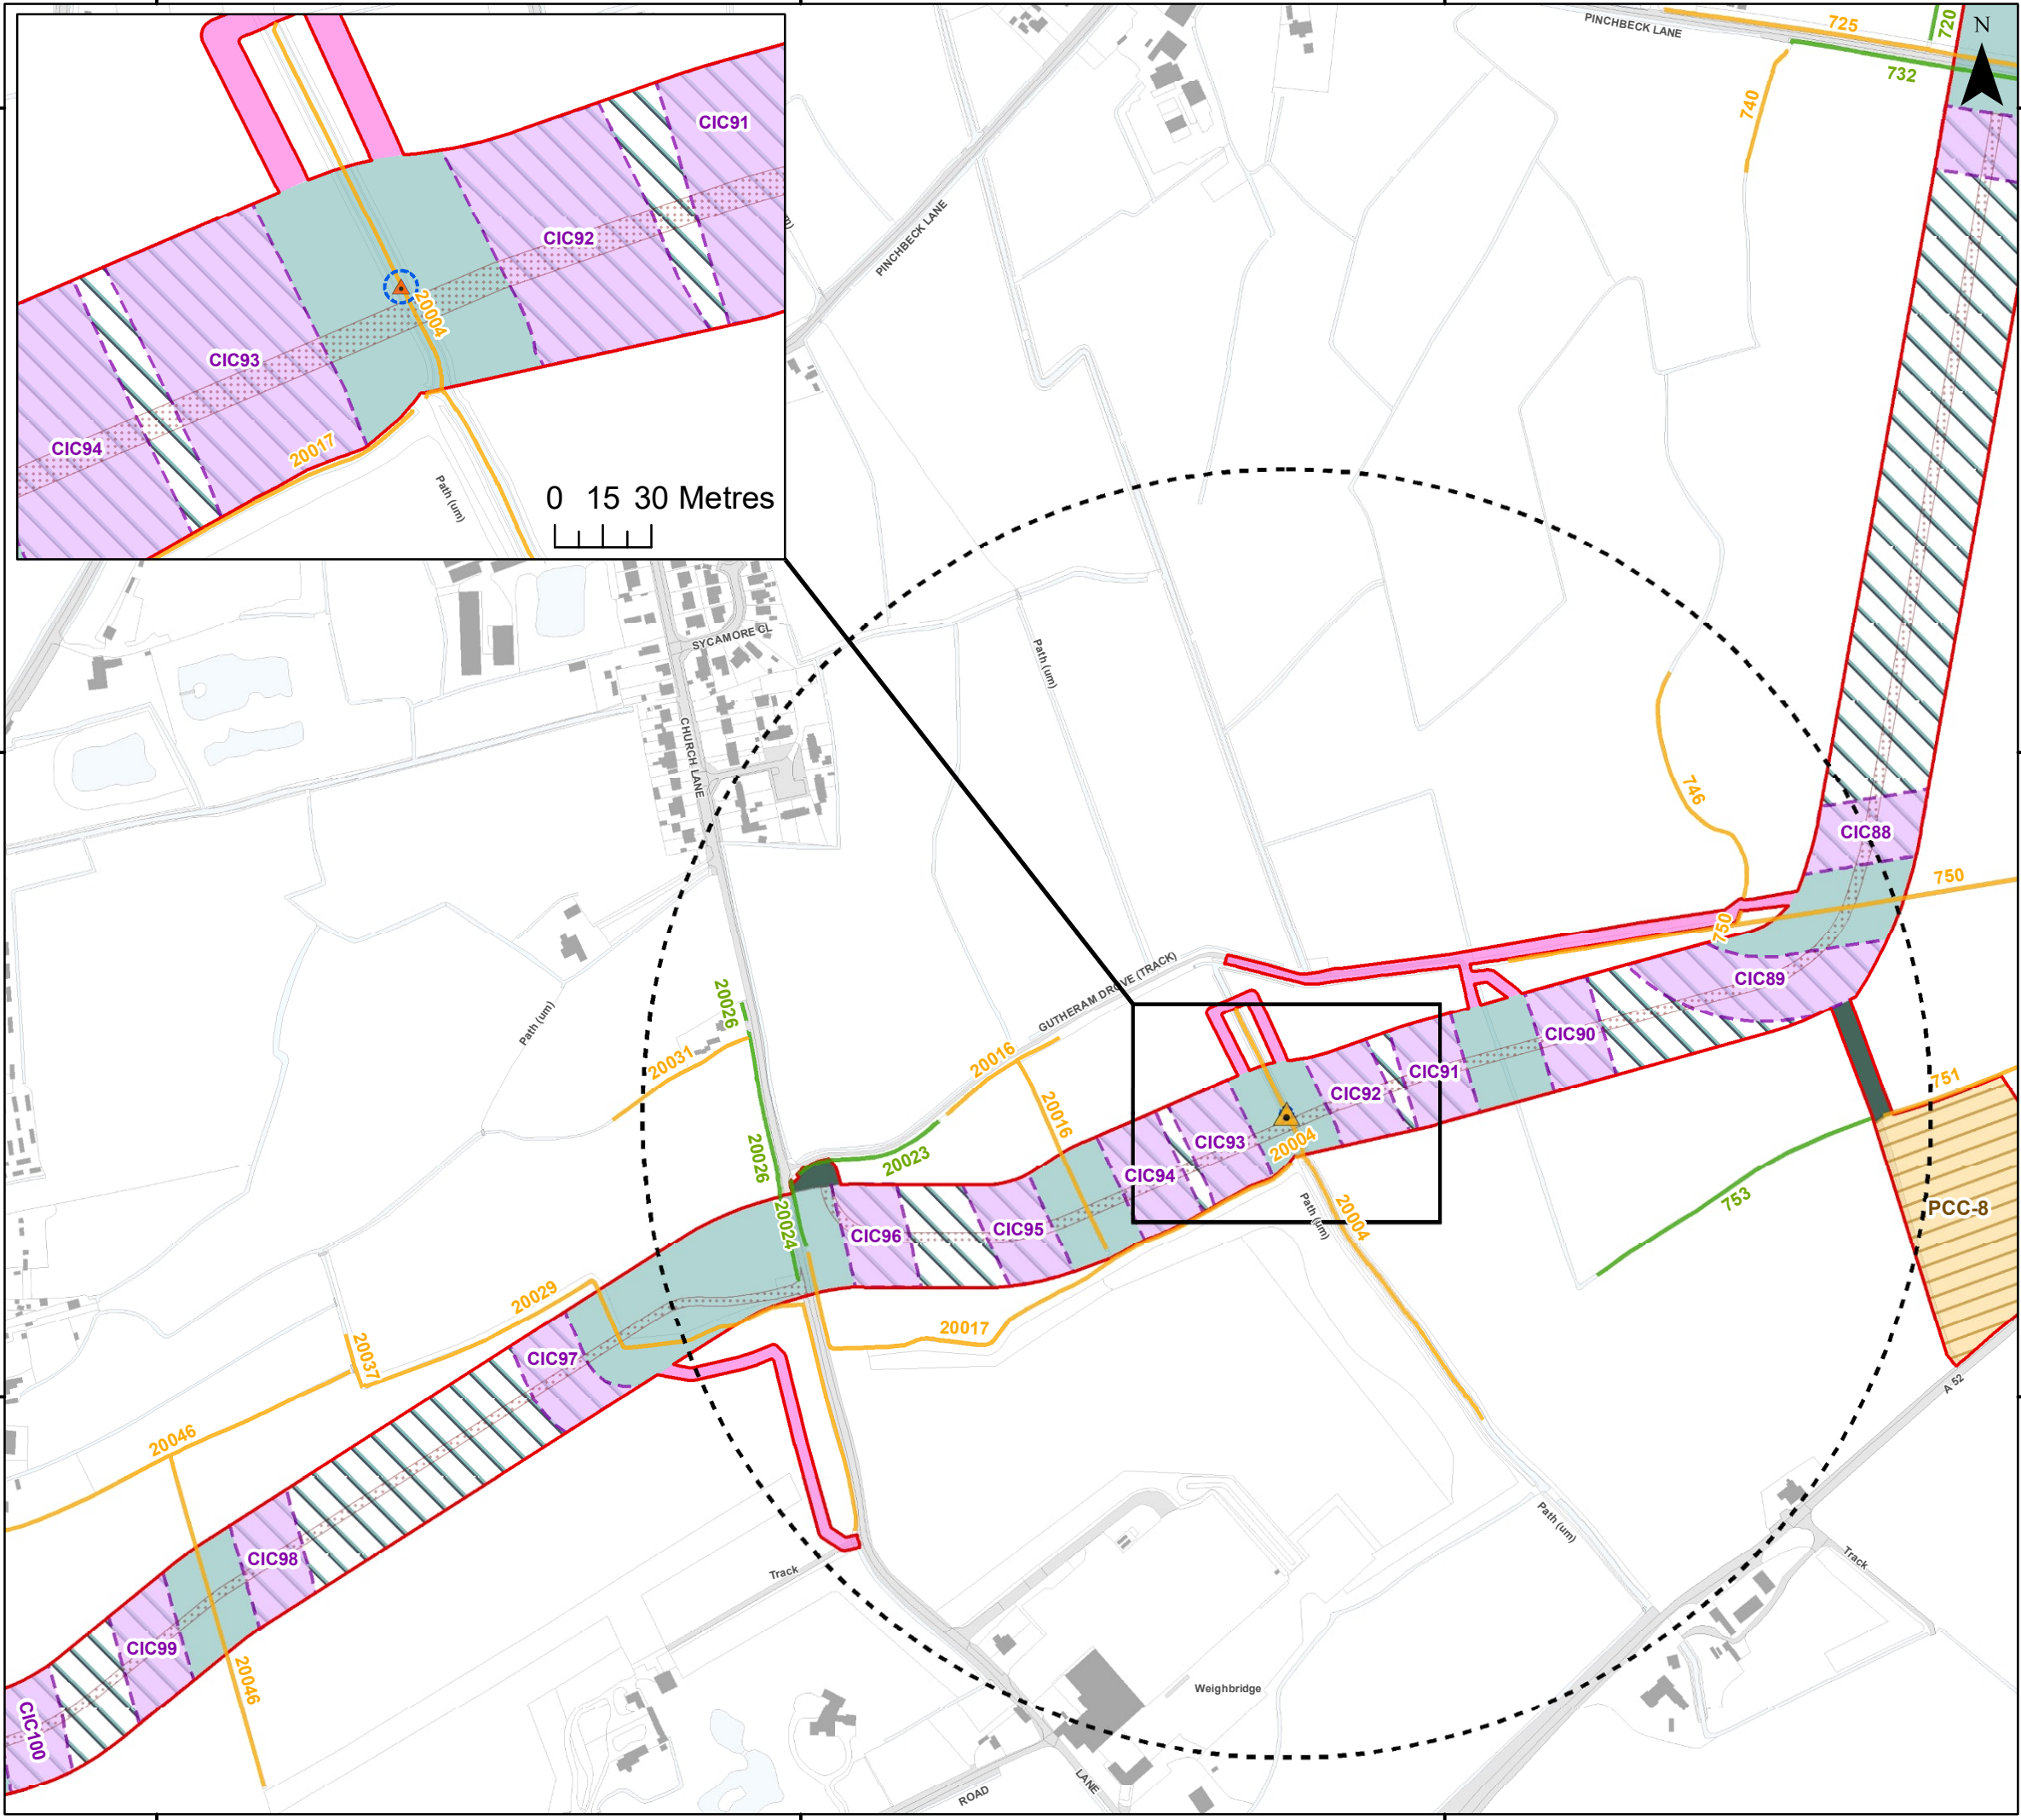 PINCHBECK LANE
725
720
N
732
740
CIC91
CIC92
20004
CIC93
CIC94
20017
Path (um)
0 15 30 Metres
PINCHBECK LANE
SYCAMORE CL
CHURCH LANE
Path (um)
746
CIC88
750
750
CIC89
GUTHERAM DROVE (TRACK)
CIC90
20026
Path (um)
20031
20016
20016
CIC91
CIC92
751
20026
20023
CIC93
20004
CIC94
753
PCC-8
20024
CIC96
CIC95
Path (um)
20004
20029
20017
20037
CIC97
A 52
20046
Path (um)
CIC98
Track
Track
CIC99
20046
Weighbridge
CIC100
ROAD
LANE